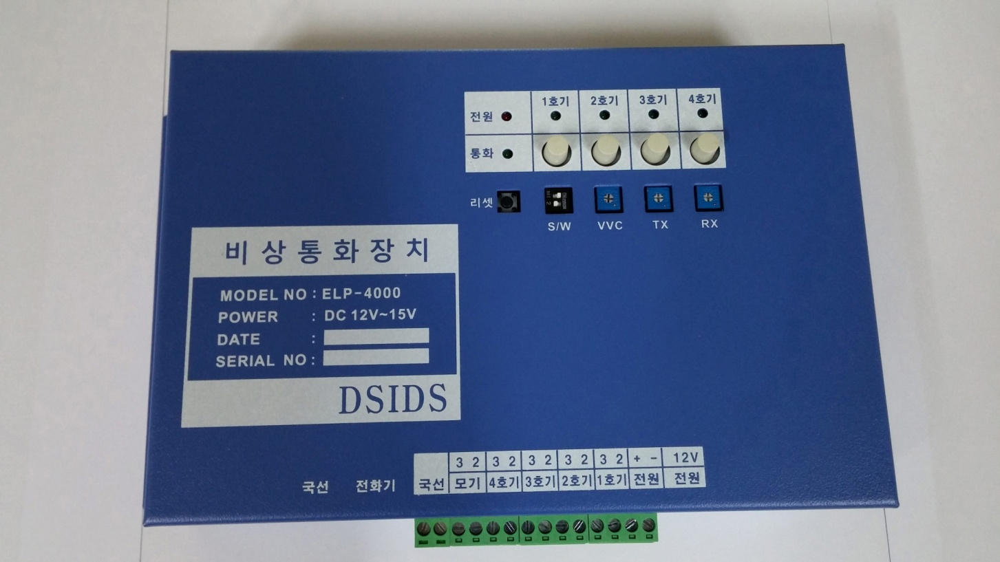 1호기 2호기 3호기 4호기
전원
통화
리셋
S/W VVC TX RX
비상통화장치
MODEL NO : ELP-4000
POWER : DC 12V~15V
DATE :
SERIAL NO :
DSIDS
3 2 3 2 3 2 3 2 3 2 + - 12V
국선 전화기 국선 모기 4호기 3호기 2호기 1호기 전원 전원